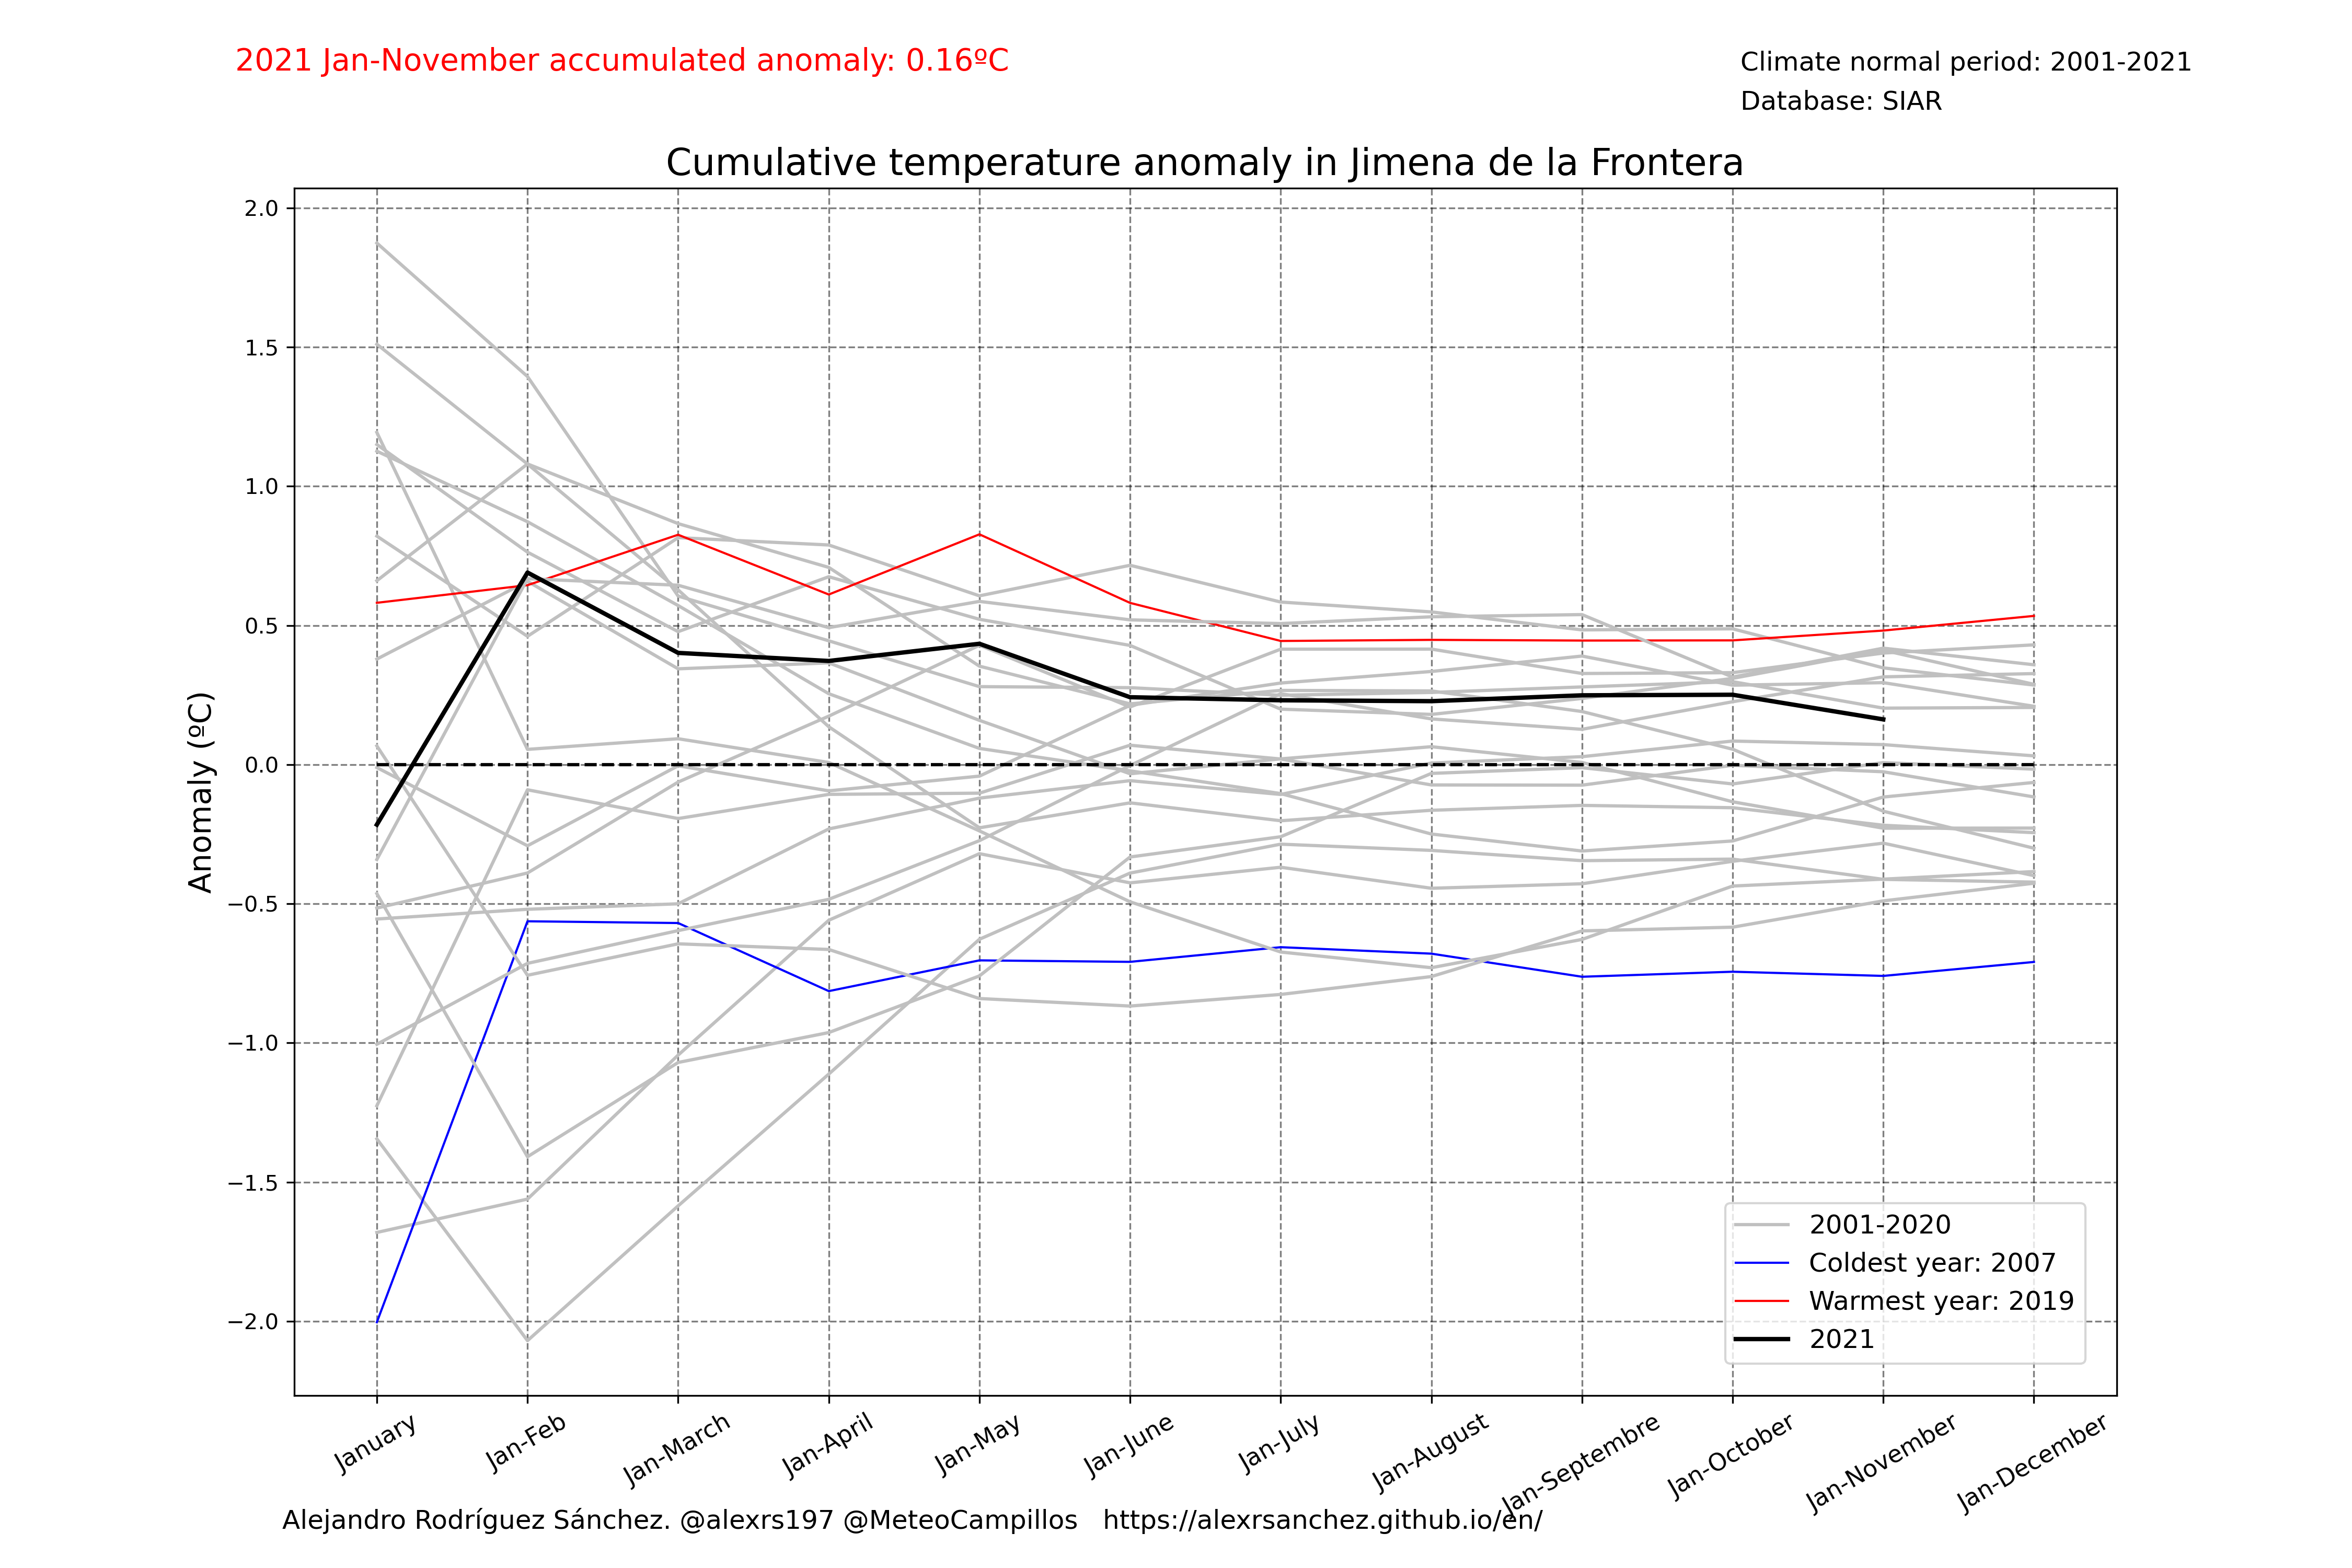 2021 Jan-November accumulated anomaly: 0.16ºC
Climate normal period: 2001-2021
Database: SIAR
Cumulative temperature anomaly in Jimena de la Frontera
Anomaly (ºC)
2.0
1.5
1.0
0.5
0.0
−0.5
−1.0
−1.5
−2.0
2001-2020
Coldest year: 2007
Warmest year: 2019
2021
January
Jan-Feb
Jan-March
Jan-April
Jan-May
Jan-June
Jan-July
Jan-August
Jan-Septembre
Jan-October
Jan-November
Jan-December
Alejandro Rodríguez Sánchez. @alexrs197 @MeteoCampillos https://alexrsanchez.github.io/en/